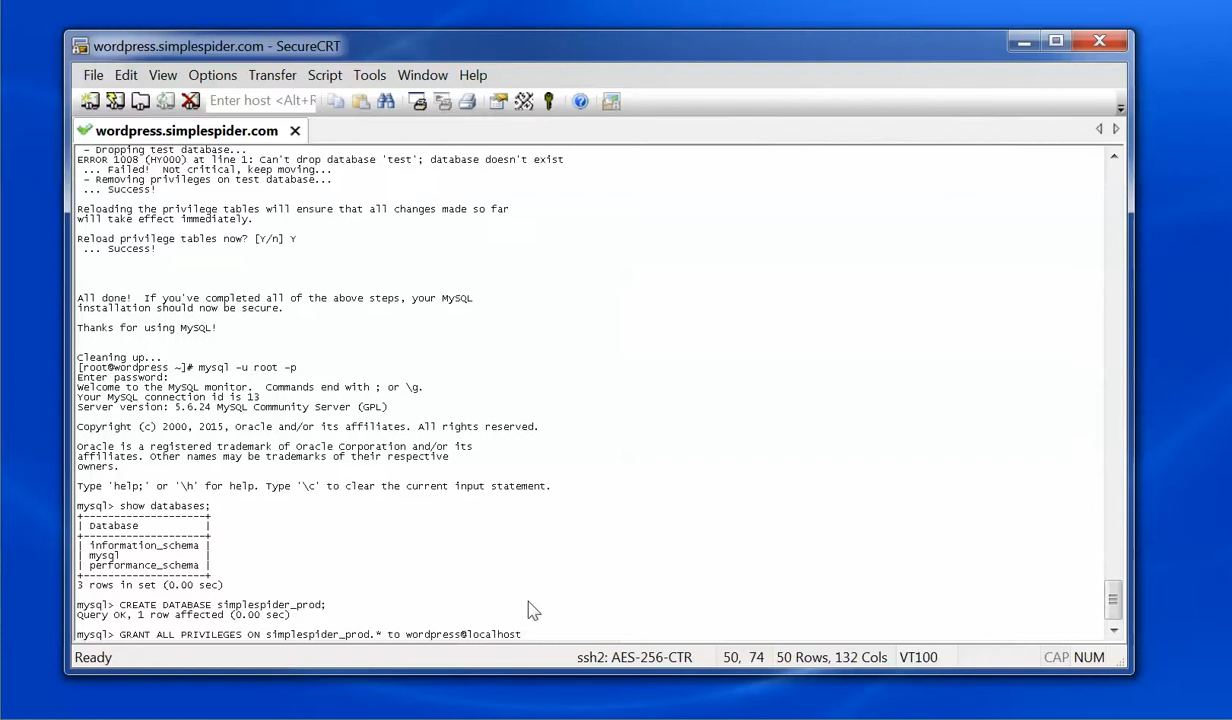 wordpress.simplespider.com - SecureCRT
File Edit View Options Transfer Script Tools Window Help
Enter host <Alt+R
wordpress.simplespider.com
- Dropping test database...
ERROR 1008 (HY000) at line 1: Can't drop database 'test'; database doesn't exist
... Failed!  Not critical, keep moving...
- Removing privileges on test database...
... Success!
Reloading the privilege tables will ensure that all changes made so far
will take effect immediately.
Reload privilege tables now? [Y/n] Y
... Success!
All done!  If you've completed all of the above steps, your MySQL
installation should now be secure.
Thanks for using MySQL!
Cleaning up...
[root@wordpress ~]# mysql -u root -p
Enter password:
Welcome to the MySQL monitor.  Commands end with ; or \g.
Your MySQL connection id is 13
Server version: 5.6.24 MySQL Community Server (GPL)
Copyright (c) 2000, 2015, Oracle and/or its affiliates. All rights reserved.
Oracle is a registered trademark of Oracle Corporation and/or its
affiliates. Other names may be trademarks of their respective
owners.
Type 'help;' or '\h' for help. Type '\c' to clear the current input statement.
mysql> show databases;
+--------------------+
| Database           |
+--------------------+
| information_schema |
| mysql              |
| performance_schema |
+--------------------+
3 rows in set (0.00 sec)
mysql> CREATE DATABASE simplespider_prod;
Query OK, 1 row affected (0.00 sec)
mysql> GRANT ALL PRIVILEGES ON simplespider_prod.* to wordpress@localhost
Ready ssh2: AES-256-CTR 50, 74 50 Rows, 132 Cols VT100 CAP NUM